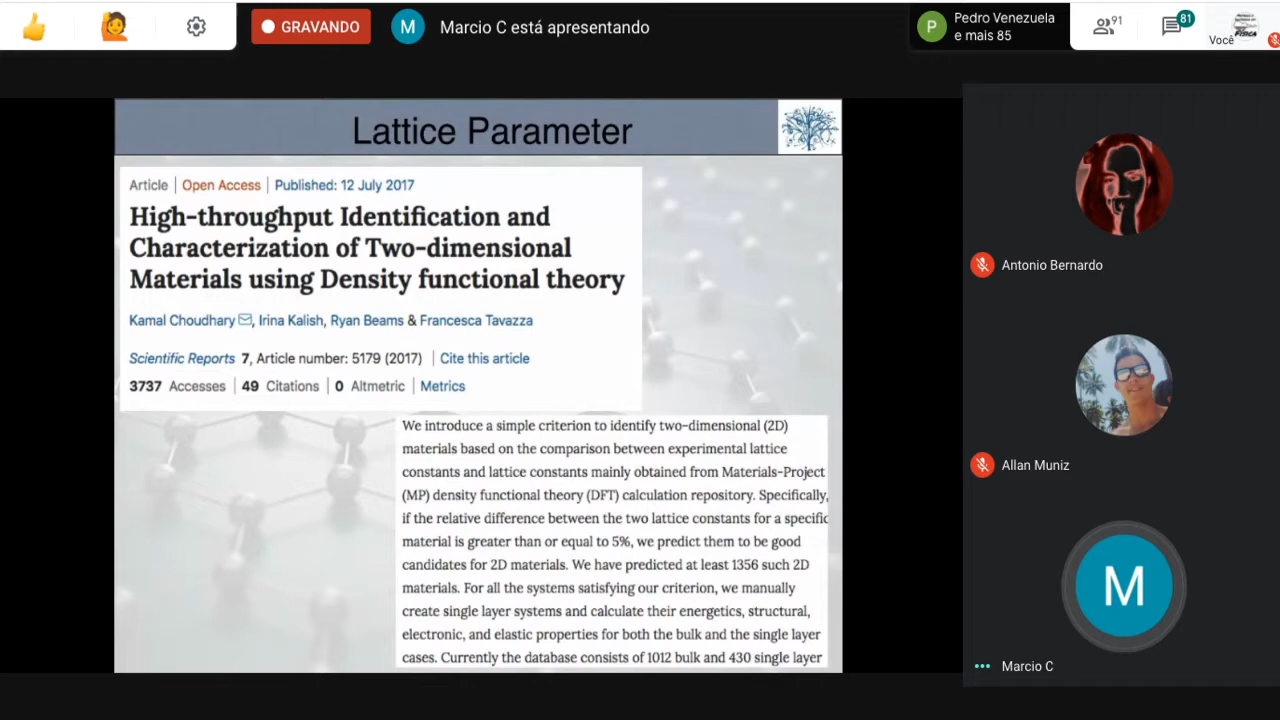 GRAVANDO
M
Marcio C está apresentando
P
Pedro Venezuela
e mais 85
91
81
Você
FÍSICA
Lattice Parameter
Article | Open Access | Published: 12 July 2017
High-throughput Identification and
Characterization of Two-dimensional
Materials using Density functional theory
Kamal Choudhary, Irina Kalish, Ryan Beams & Francesca Tavazza
Scientific Reports 7, Article number: 5179 (2017) | Cite this article
3737 Accesses | 49 Citations | 0 Altmetric | Metrics
We introduce a simple criterion to identify two-dimensional (2D)
materials based on the comparison between experimental lattice
constants and lattice constants mainly obtained from Materials-Project
(MP) density functional theory (DFT) calculation repository. Specifically,
if the relative difference between the two lattice constants for a specific
material is greater than or equal to 5%, we predict them to be good
candidates for 2D materials. We have predicted at least 1356 such 2D
materials. For all the systems satisfying our criterion, we manually
create single layer systems and calculate their energetics, structural,
electronic, and elastic properties for both the bulk and the single layer
cases. Currently the database consists of 1012 bulk and 430 single layer
Antonio Bernardo
Allan Muniz
M
Marcio C